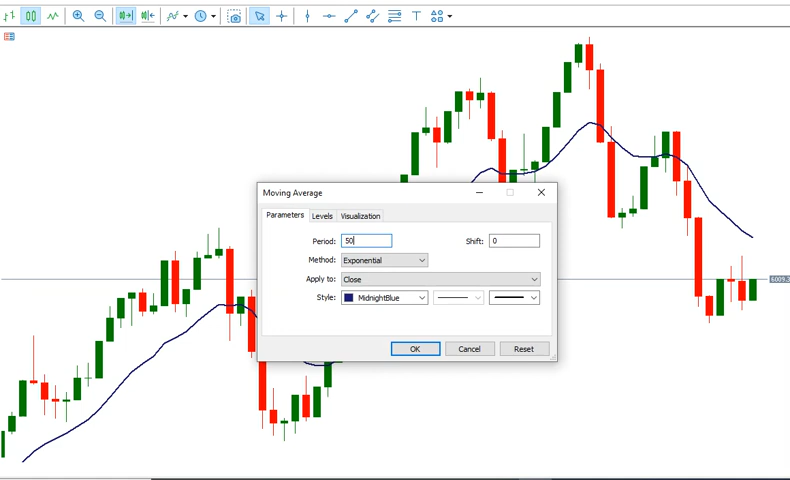 T
Moving Average
Parameters Levels Visualization
Period: 50 Shift: 0
Method: Exponential
Apply to: Close
Style: MidnightBlue
OK Cancel Reset